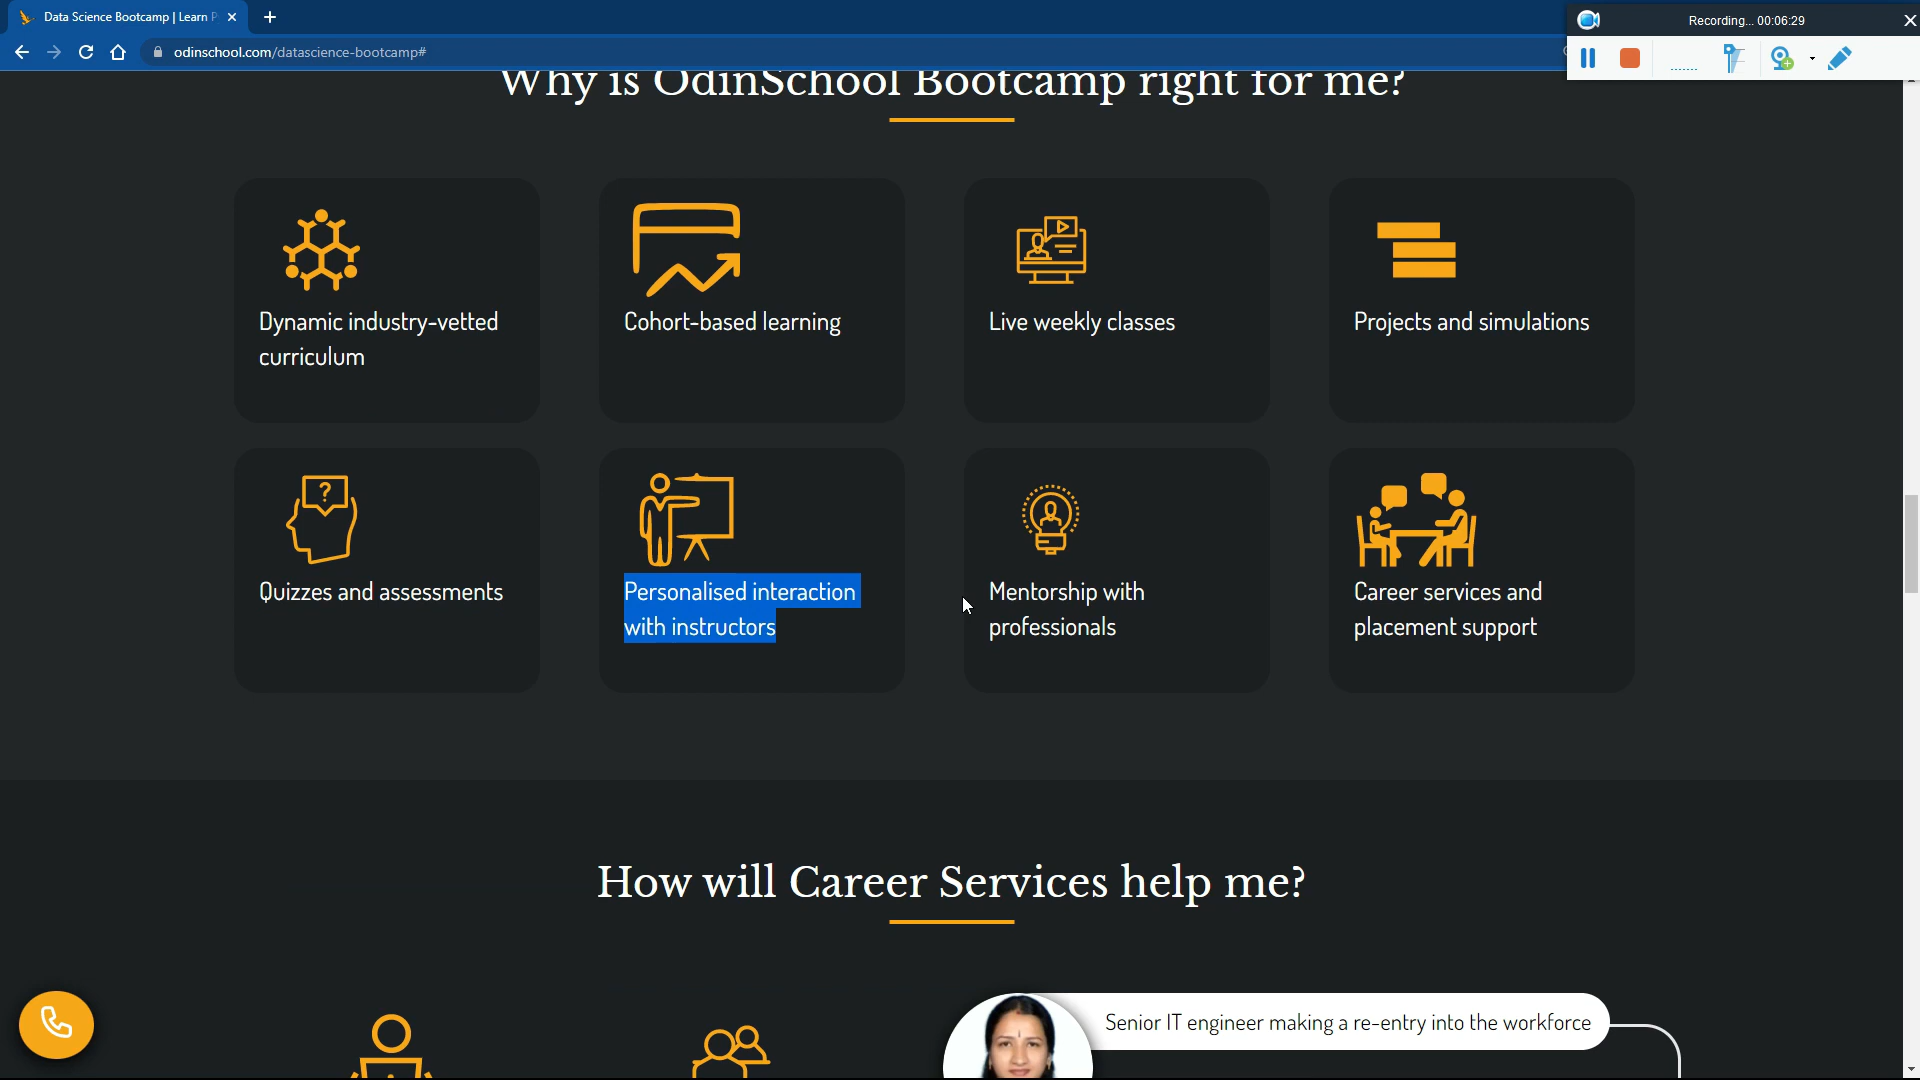 Data Science Bootcamp | Learn P
Recording... 00:06:29
odinschool.com/datascience-bootcamp#
Why is OdinSchool Bootcamp right for me?
Dynamic industry-vetted
curriculum
Cohort-based learning
Live weekly classes
Projects and simulations
?
Quizzes and assessments
Personalised interaction
with instructors
Mentorship with
professionals
Career services and
placement support
How will Career Services help me?
Senior IT engineer making a re-entry into the workforce